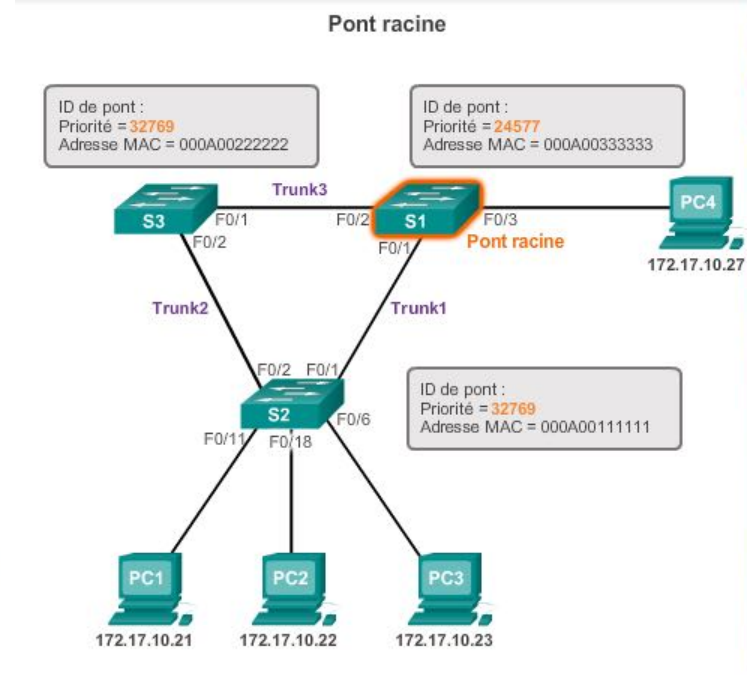 Pont racine
ID de pont :
Priorité = 32769
Adresse MAC = 000A00222222
ID de pont :
Priorité = 24577
Adresse MAC = 000A00333333
Trunk3
S3
F0/1
F0/2
S1
F0/3
PC4
F0/2
F0/1
Pont racine
172.17.10.27
Trunk2
Trunk1
F0/2
F0/1
ID de pont :
Priorité = 32769
Adresse MAC = 000A00111111
S2
F0/6
F0/11
F0/18
PC1
PC2
PC3
172.17.10.21
172.17.10.22
172.17.10.23